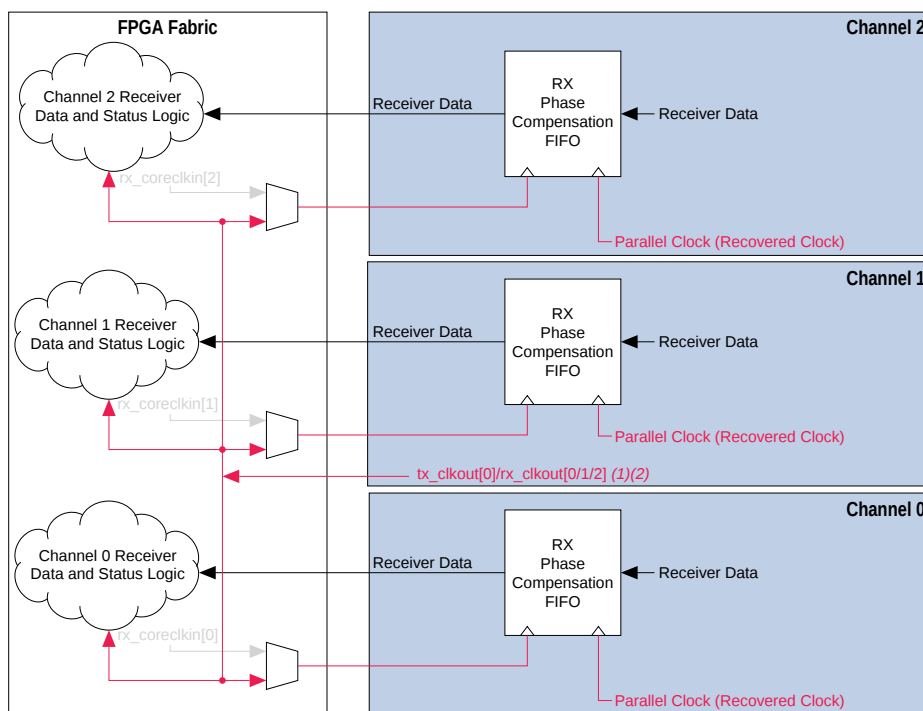 FPGA Fabric
Channel 2
Channel 2 Receiver
Data and Status Logic
Receiver Data
RX
Phase
Compensation
FIFO
Receiver Data
rx_coreclkin[2]
Parallel Clock (Recovered Clock)
Channel 1
Channel 1 Receiver
Data and Status Logic
Receiver Data
RX
Phase
Compensation
FIFO
Receiver Data
rx_coreclkin[1]
Parallel Clock (Recovered Clock)
tx_clkout[0]/rx_clkout[0/1/2] (1)(2)
Channel 0
Channel 0 Receiver
Data and Status Logic
Receiver Data
RX
Phase
Compensation
FIFO
Receiver Data
rx_coreclkin[0]
Parallel Clock (Recovered Clock)